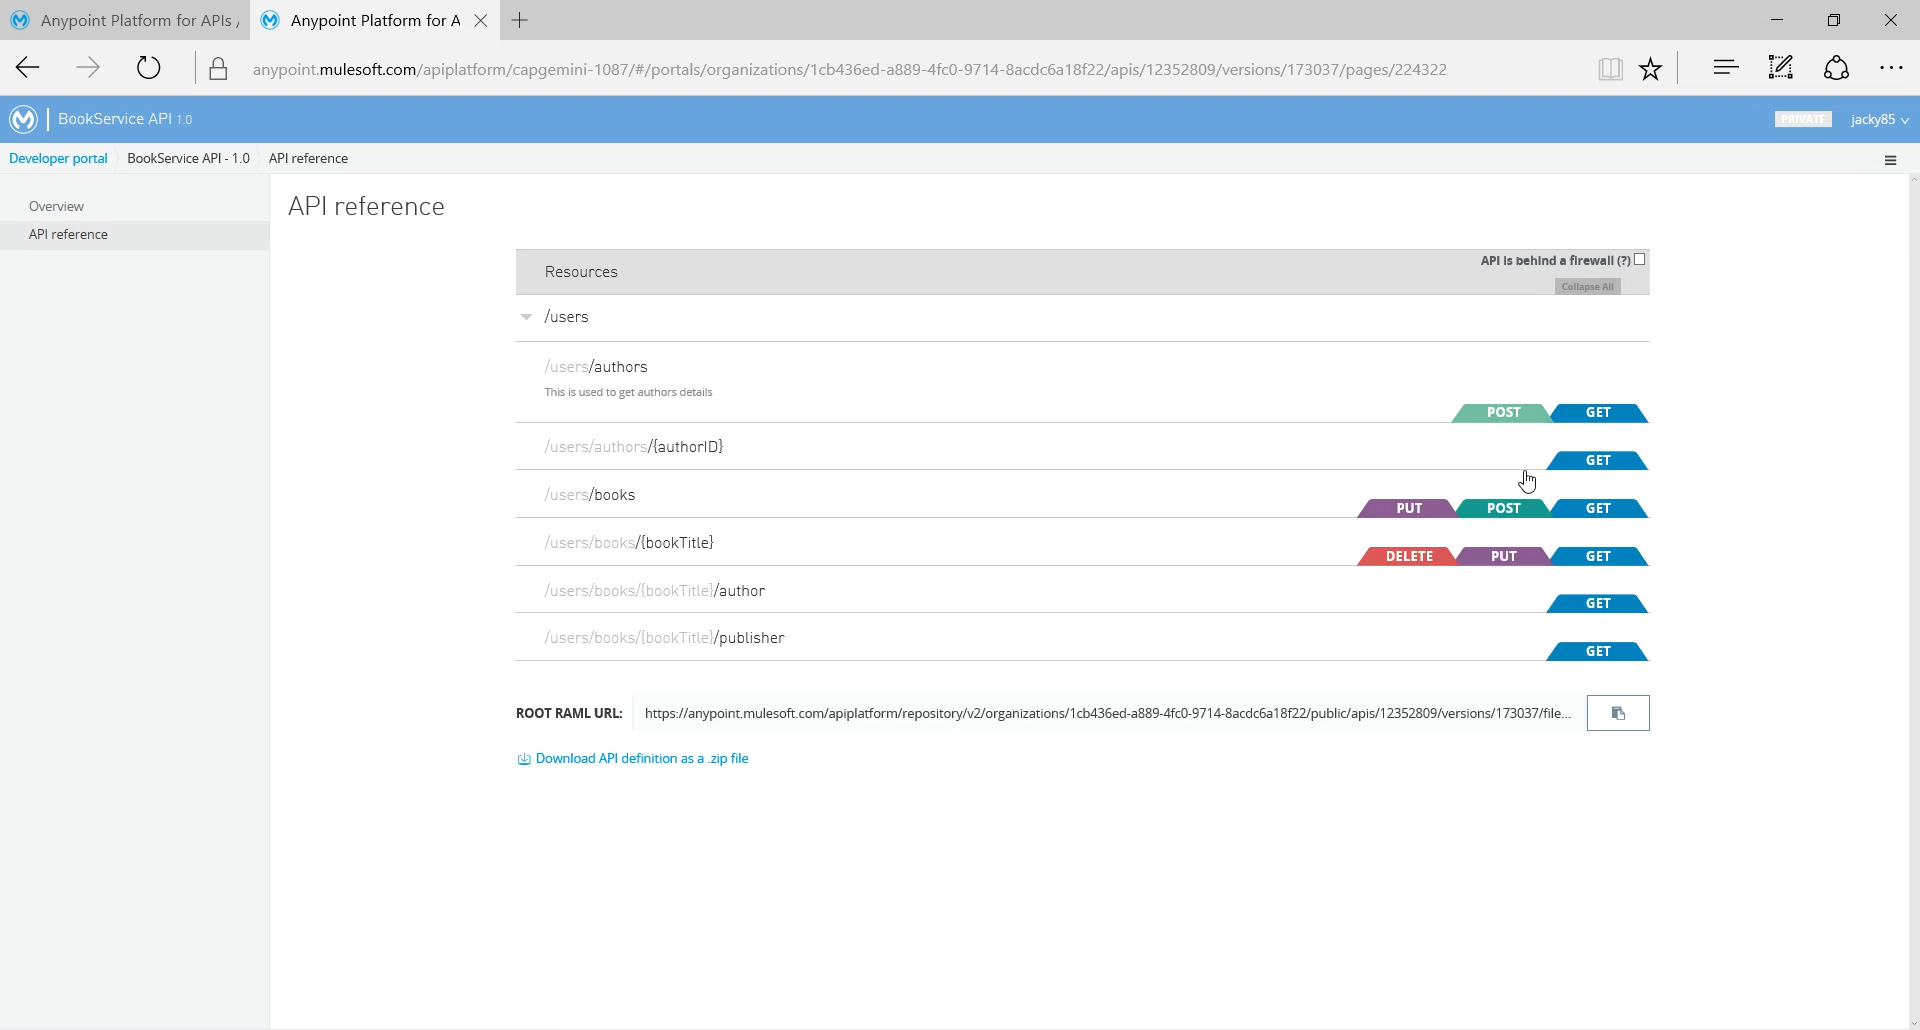 Anypoint Platform for APIs
Anypoint Platform for A
anypoint.mulesoft.com/apiplatform/capgemini-1087/#/portals/organizations/1cb436ed-a889-4fc0-9714-8acdc6a18f22/apis/12352809/versions/173037/pages/224322
BookService API 1.0
PRIVATE
jacky85
Developer portal
BookService API - 1.0
API reference
Overview
API reference
API reference
Resources
API is behind a firewall (?)
Collapse All
/users
/users/authors
This is used to get authors details
POST GET
/users/authors/{authorID}
GET
/users/books
PUT POST GET
/users/books/{bookTitle}
DELETE PUT GET
/users/books/{bookTitle}/author
GET
/users/books/{bookTitle}/publisher
GET
ROOT RAML URL: https://anypoint.mulesoft.com/apiplatform/repository/v2/organizations/1cb436ed-a889-4fc0-9714-8acdc6a18f22/public/apis/12352809/versions/173037/file...
Download API definition as a .zip file